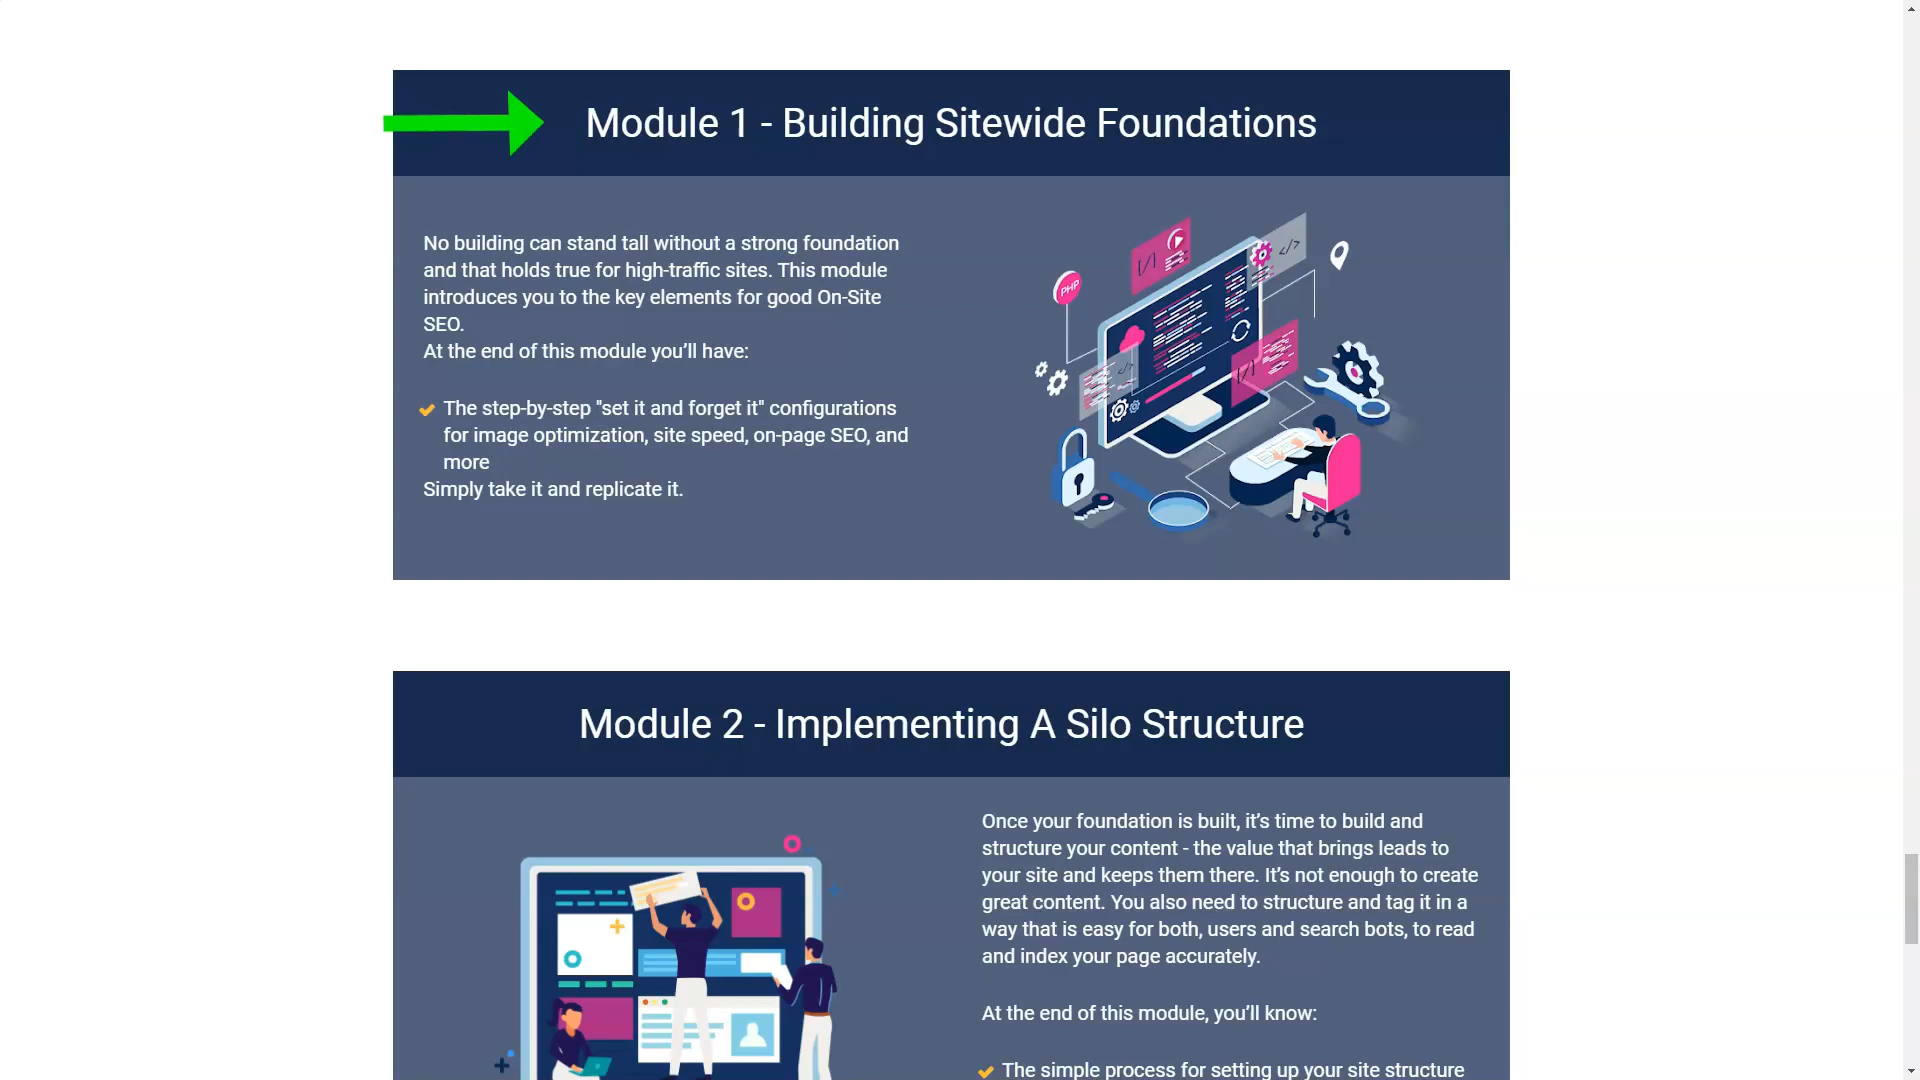 Module 1 - Building Sitewide Foundations
No building can stand tall without a strong foundation
and that holds true for high-traffic sites. This module
introduces you to the key elements for good On-Site
SEO.
At the end of this module you’ll have:
The step-by-step "set it and forget it" configurations
for image optimization, site speed, on-page SEO, and
more
Simply take it and replicate it.
PHP
</>
Module 2 - Implementing A Silo Structure
Once your foundation is built, it’s time to build and
structure your content - the value that brings leads to
your site and keeps them there. It’s not enough to create
great content. You also need to structure and tag it in a
way that is easy for both, users and search bots, to read
and index your page accurately.
At the end of this module, you’ll know:
The simple process for setting up your site structure